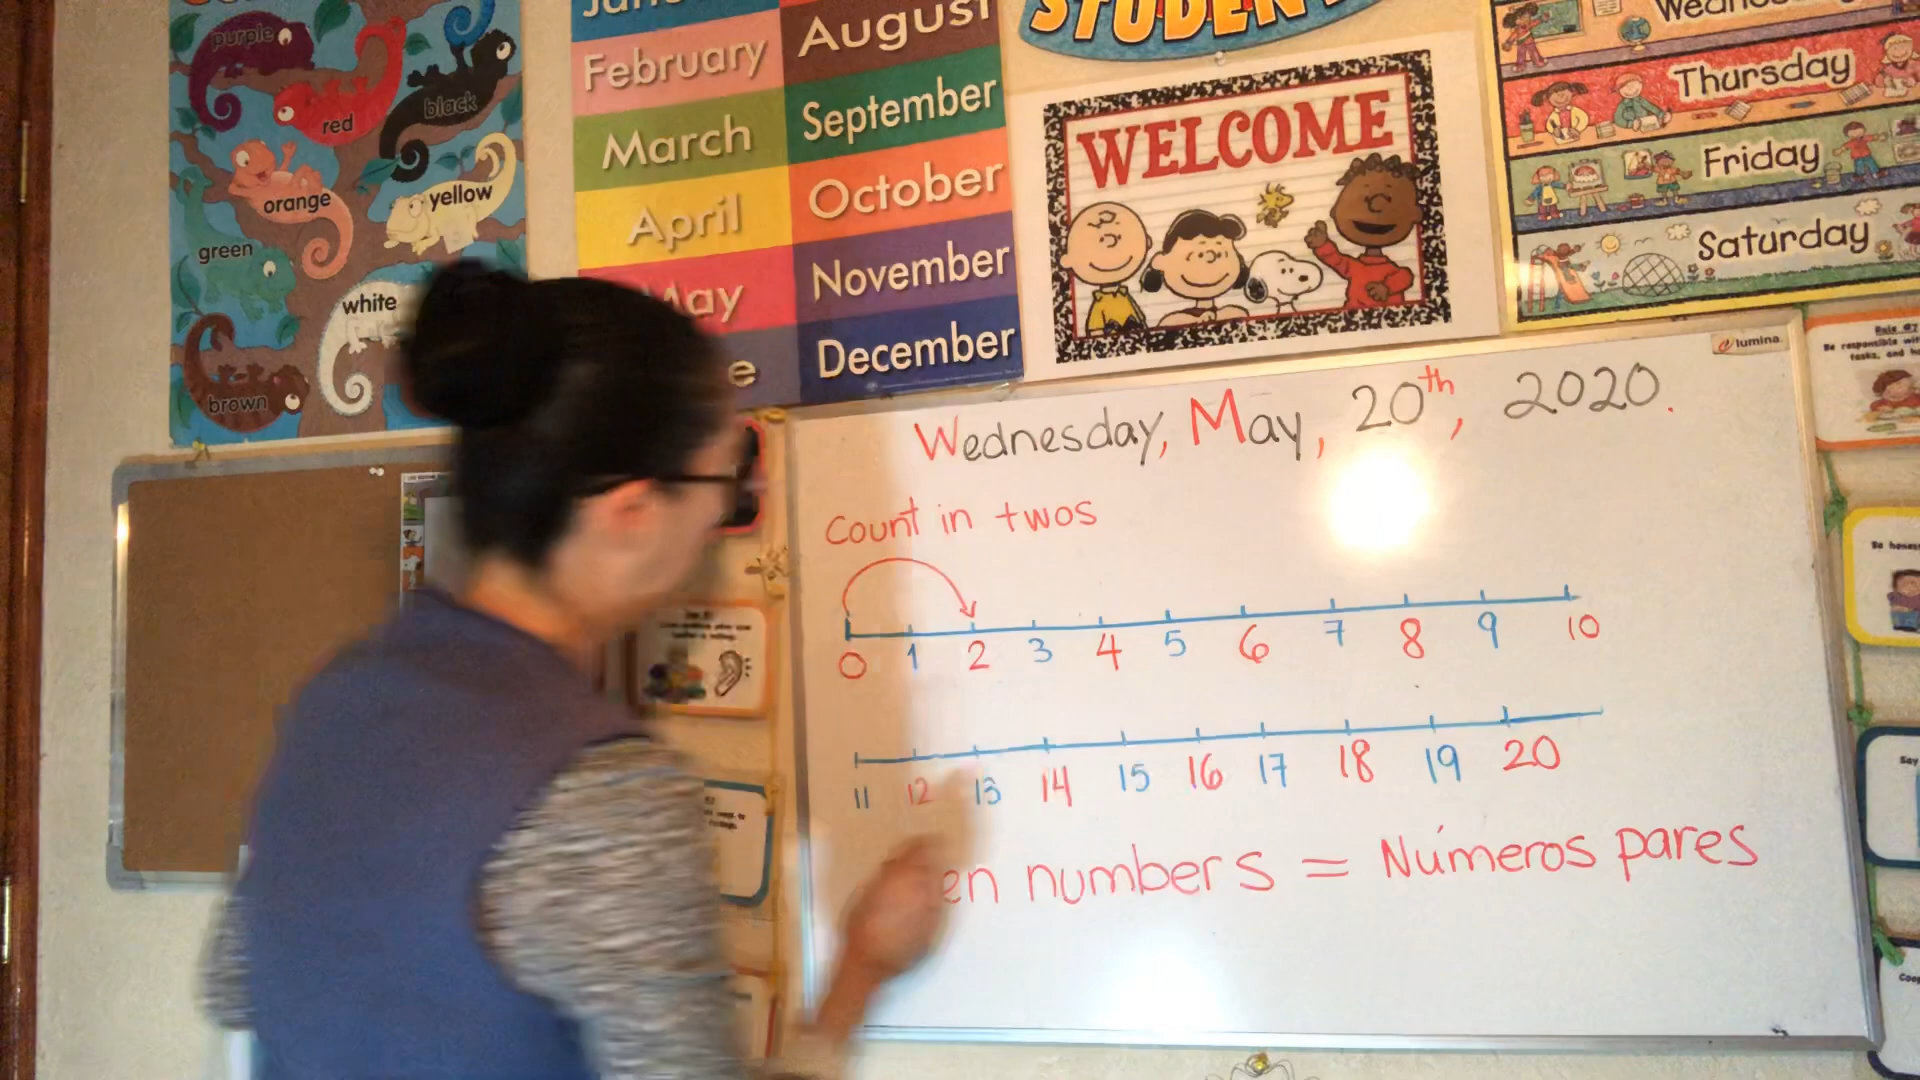 purple
black
red
orange
yellow
green
white
brown
February
August
March
September
April
October
May
November
December
WELCOME
Thursday
Friday
Saturday
lumina
Wednesday, May, 20th, 2020.
Count in twos
0 1 2 3 4 5 6 7 8 9 10
11 12 13 14 15 16 17 18 19 20
en numbers = Números pares